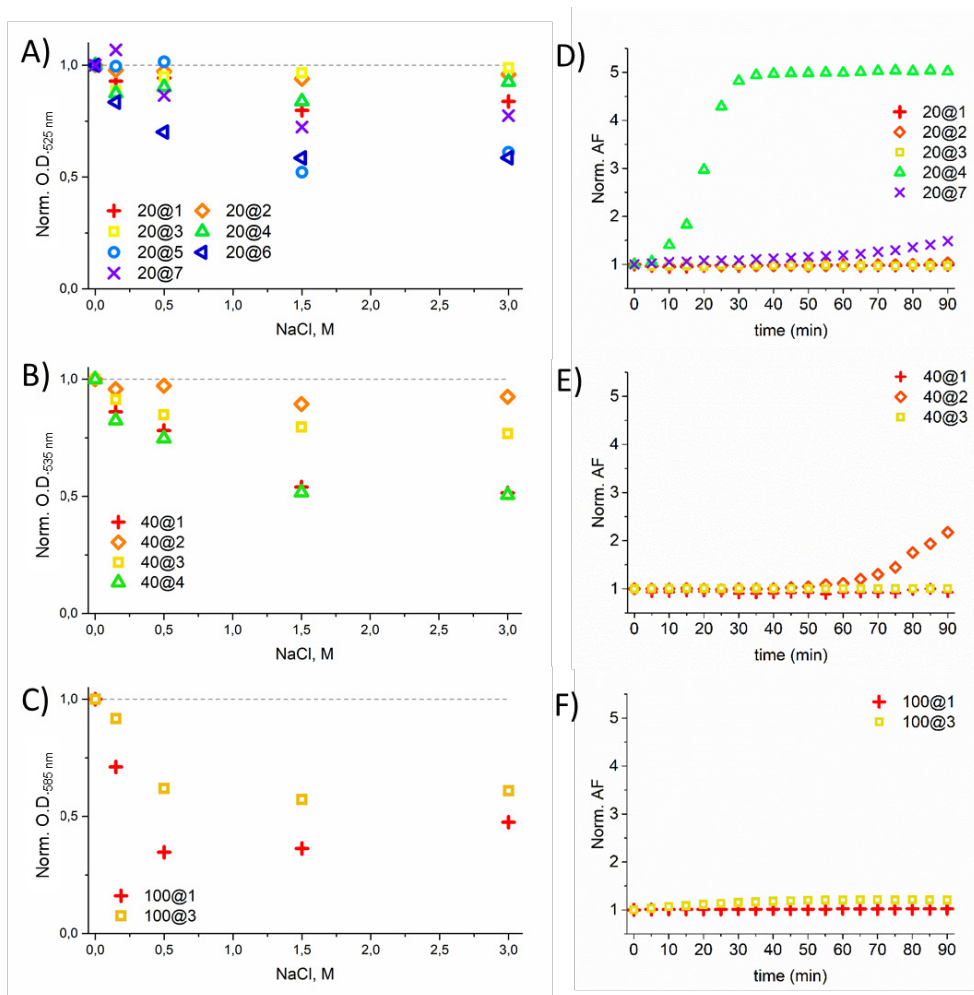 A)
Norm. O.D.-525 nm
1,0
0,5
0,0
20@1 20@2
20@3 20@4
20@5 20@6
20@7
0,0 0,5 1,0 1,5 2,0 2,5 3,0
NaCl, M
D)
Norm. AF
5
4
3
2
1
20@1
20@2
20@3
20@4
20@7
0 10 20 30 40 50 60 70 80 90
time (min)
B)
Norm. O.D.-535 nm
1,0
0,5
0,0
40@1
40@2
40@3
40@4
0,0 0,5 1,0 1,5 2,0 2,5 3,0
NaCl, M
E)
Norm. AF
5
4
3
2
1
40@1
40@2
40@3
0 10 20 30 40 50 60 70 80 90
time (min)
C)
Norm. O.D.-585 nm
1,0
0,5
0,0
100@1
100@3
0,0 0,5 1,0 1,5 2,0 2,5 3,0
NaCl, M
F)
Norm. AF
5
4
3
2
1
100@1
100@3
0 10 20 30 40 50 60 70 80 90
time (min)